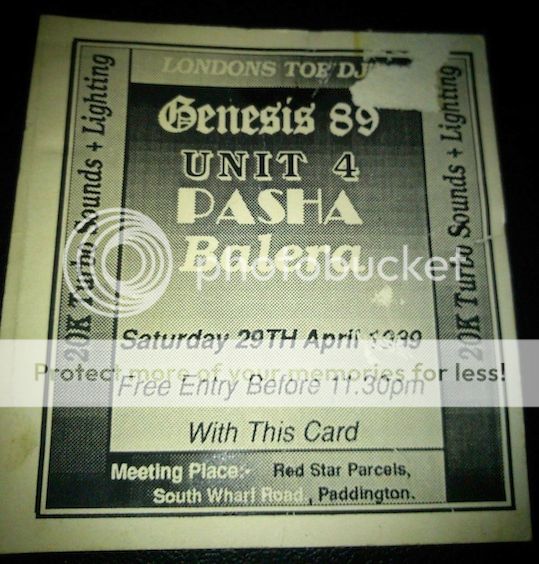 LONDONS TOP DJ'
Genesis 89
UNIT 4
PASHA
Balera
20K Turbo Sounds + Lighting
20K Turbo Sounds + Lighting
photobucket
Saturday 29TH April 1989
Protect more of your memories for less!
Free Entry Before 11.30pm
With This Card
Meeting Place:- Red Star Parcels,
South Wharf Road, Paddington.